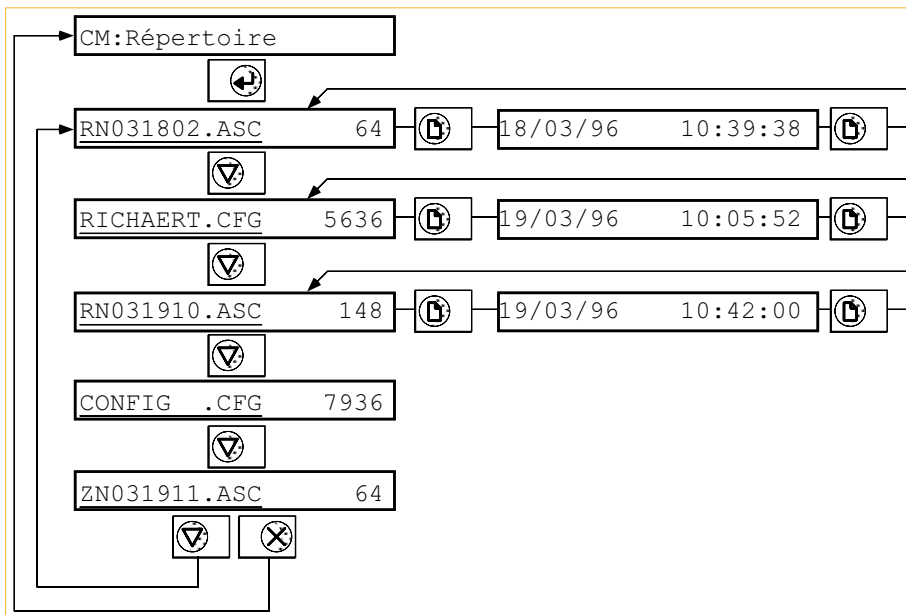 CM:Répertoire
RN031802.ASC 64 18/03/96 10:39:38
RICHAERT.CFG 5636 19/03/96 10:05:52
RN031910.ASC 148 19/03/96 10:42:00
CONFIG .CFG 7936
ZN031911.ASC 64